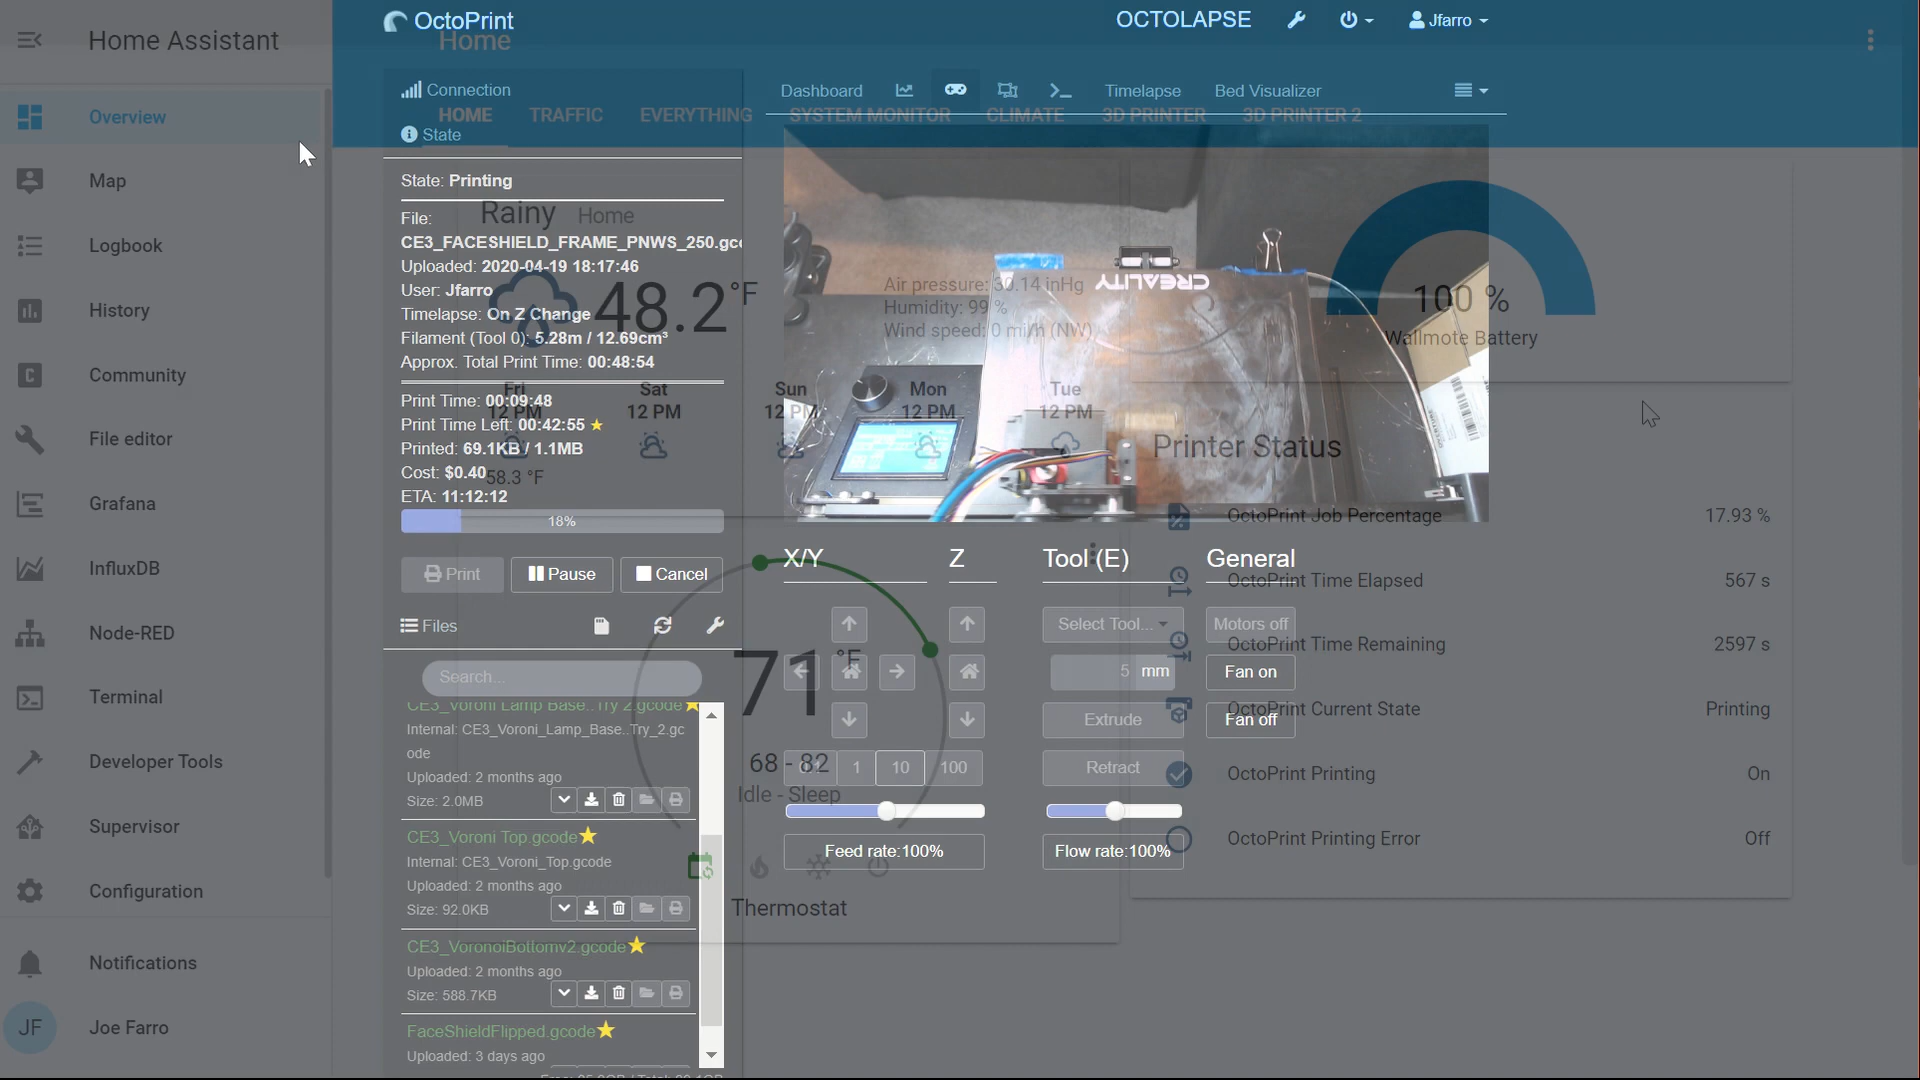 Home Assistant
Overview
Map
Logbook
History
Community
File editor
Grafana
InfluxDB
Node-RED
Terminal
Developer Tools
Supervisor
Configuration
Notifications
JF
Joe Farro
OctoPrint
OCTOLAPSE
Jfarro
Home
HOME
TRAFFIC
EVERYTHING
SYSTEM MONITOR
CLIMATE
3D PRINTER
3D PRINTER 2
Connection
State
Dashboard
Timelapse
Bed Visualizer
State: Printing
File:
CE3_FACESHIELD_FRAME_PNWS_250.gc
Uploaded: 2020-04-19 18:17:46
User: Jfarro
Timelapse: On Z Change
Filament (Tool 0): 5.28m / 12.69cm³
Approx. Total Print Time: 00:48:54
Print Time: 00:09:48
Print Time Left: 00:42:55
Printed: 69.1KB / 1.1MB
Cost: $0.40
ETA: 11:12:12
18%
Print
Pause
Cancel
Files
Search...
CE3_Voroni Lamp Base..Try 2.gcode
Internal: CE3_Voroni_Lamp_Base..Try_2.gc
ode
Uploaded: 2 months ago
Size: 2.0MB
CE3_Voroni Top.gcode
Internal: CE3_Voroni_Top.gcode
Uploaded: 2 months ago
Size: 92.0KB
CE3_VoronoiBottomv2.gcode
Uploaded: 2 months ago
Size: 588.7KB
FaceShieldFlipped.gcode
Uploaded: 3 days ago
Rainy
Home
48.2 °F
Air pressure: 30.14 inHg
Humidity: 99 %
Wind speed: 0 mi/h (NW)
Fri
12 PM
58.3 °F
Sat
12 PM
Sun
12 PM
Mon
12 PM
Tue
12 PM
CREALITY
100 %
Wallmote Battery
Printer Status
OctoPrint Job Percentage
17.93 %
OctoPrint Time Elapsed
567 s
OctoPrint Time Remaining
2597 s
OctoPrint Current State
Printing
OctoPrint Printing
On
OctoPrint Printing Error
Off
X/Y
Z
Tool (E)
General
Select Tool...
Motors off
5
mm
Fan on
Extrude
Fan off
Retract
1
10
100
Feed rate:100%
Flow rate:100%
71 °F
68 - 82
Idle - Sleep
Thermostat